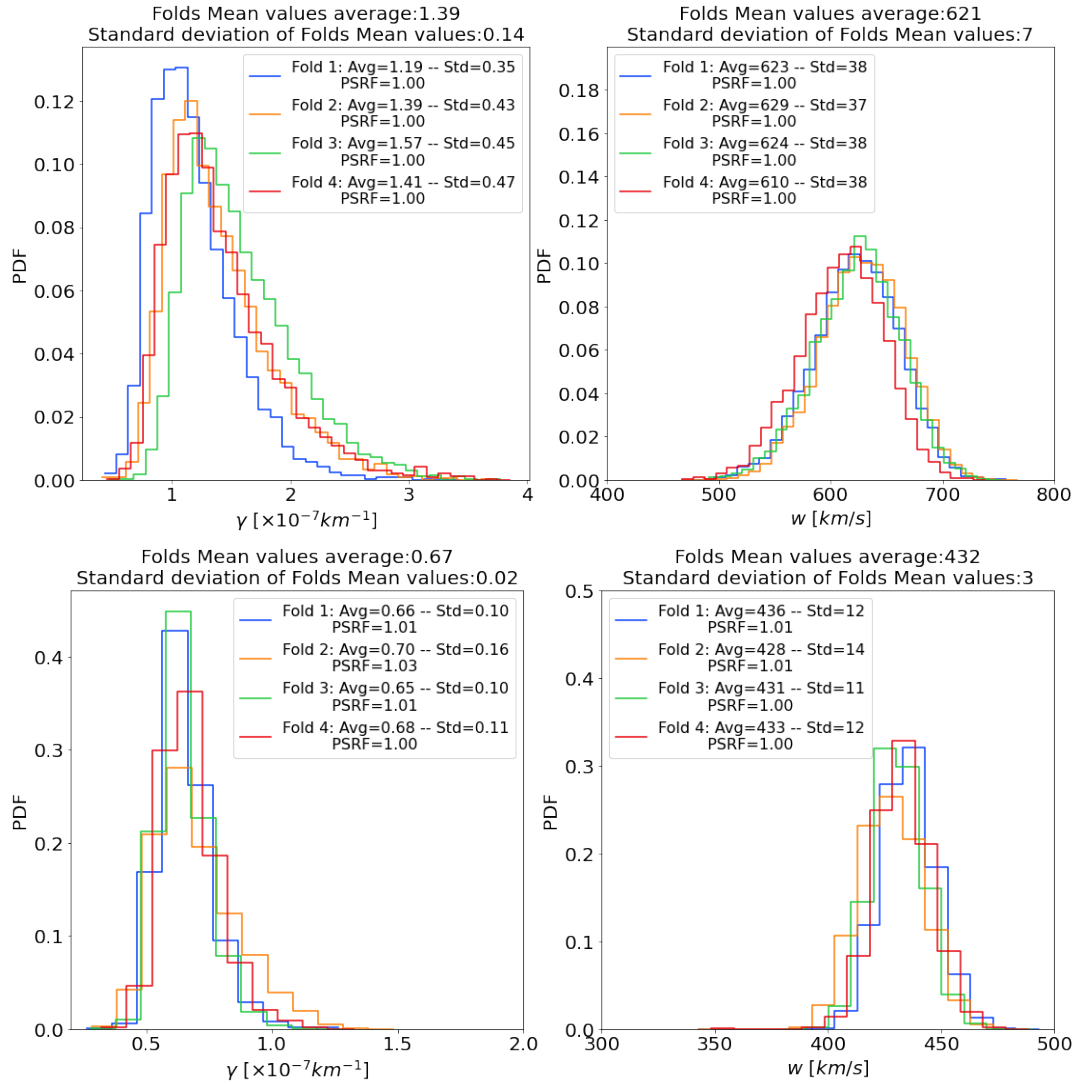 Folds Mean values average:1.39
Standard deviation of Folds Mean values:0.14
Fold 1: Avg=1.19 -- Std=0.35
PSRF=1.00
Fold 2: Avg=1.39 -- Std=0.43
PSRF=1.00
Fold 3: Avg=1.57 -- Std=0.45
PSRF=1.00
Fold 4: Avg=1.41 -- Std=0.47
PSRF=1.00
PDF
0.12
0.10
0.08
0.06
0.04
0.02
0.00
1 2 3 4
γ [×10⁻⁷km⁻¹]
Folds Mean values average:621
Standard deviation of Folds Mean values:7
Fold 1: Avg=623 -- Std=38
PSRF=1.00
Fold 2: Avg=629 -- Std=37
PSRF=1.00
Fold 3: Avg=624 -- Std=38
PSRF=1.00
Fold 4: Avg=610 -- Std=38
PSRF=1.00
PDF
0.18
0.16
0.14
0.12
0.10
0.08
0.06
0.04
0.02
0.00
400 500 600 700 800
w [km/s]
Folds Mean values average:0.67
Standard deviation of Folds Mean values:0.02
Fold 1: Avg=0.66 -- Std=0.10
PSRF=1.01
Fold 2: Avg=0.70 -- Std=0.16
PSRF=1.03
Fold 3: Avg=0.65 -- Std=0.10
PSRF=1.01
Fold 4: Avg=0.68 -- Std=0.11
PSRF=1.00
PDF
0.4
0.3
0.2
0.1
0.0
0.5 1.0 1.5 2.0
γ [×10⁻⁷km⁻¹]
Folds Mean values average:432
Standard deviation of Folds Mean values:3
Fold 1: Avg=436 -- Std=12
PSRF=1.01
Fold 2: Avg=428 -- Std=14
PSRF=1.01
Fold 3: Avg=431 -- Std=11
PSRF=1.00
Fold 4: Avg=433 -- Std=12
PSRF=1.00
PDF
0.5
0.4
0.3
0.2
0.1
0.0
300 350 400 450 500
w [km/s]